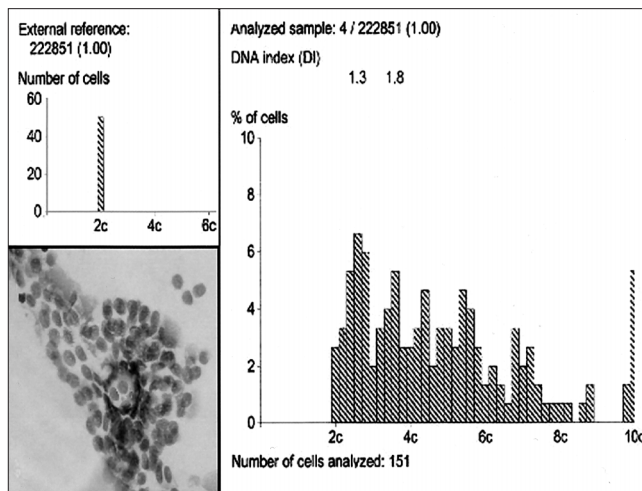 External reference:
222851 (1.00)
Number of cells
60
40
20
0
2c 4c 6c
Analyzed sample: 4 / 222851 (1.00)
DNA index (DI)
1.3 1.8
% of cells
10
8
6
4
2
0
2c 4c 6c 8c 10c
Number of cells analyzed: 151